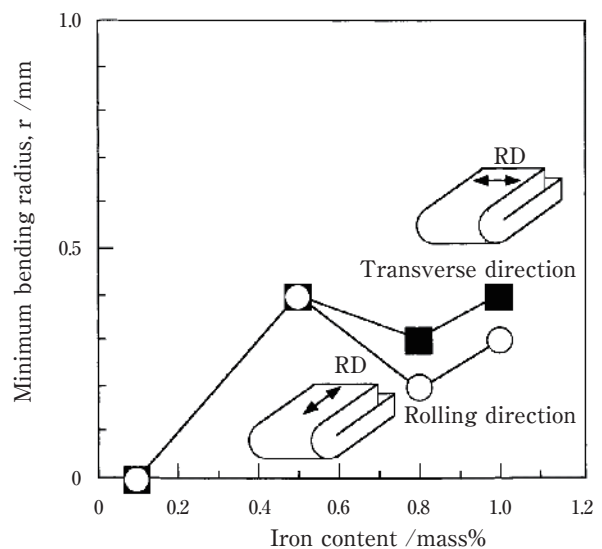 1.0
Minimum bending radius, r /mm
RD
0.5
Transverse direction
RD
Rolling direction
0
0 0.2 0.4 0.6 0.8 1.0 1.2
Iron content /mass%